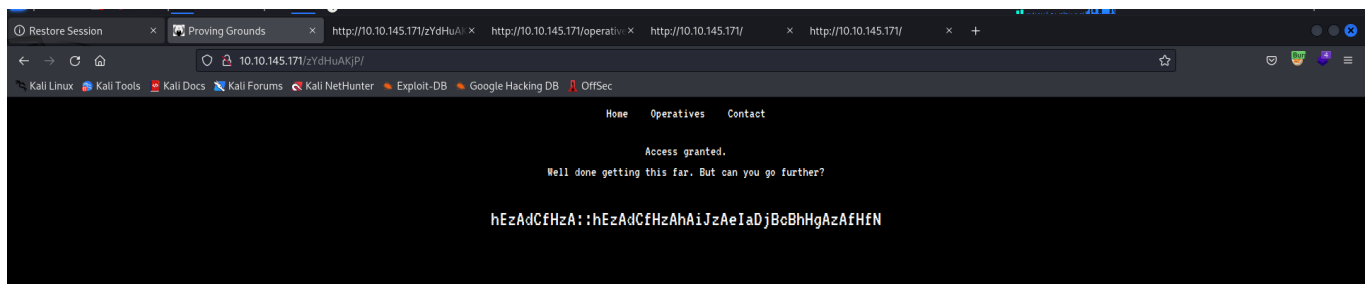 Restore Session
Proving Grounds
http://10.10.145.171/zYdHuAK
http://10.10.145.171/operativ
http://10.10.145.171/
http://10.10.145.171/
10.10.145.171/zYdHuAKjP/
Kali Linux Kali Tools Kali Docs Kali Forums Kali NetHunter Exploit-DB Google Hacking DB OffSec
Home Operatives Contact
Access granted.
Well done getting this far. But can you go further?
hEzAdCfHzA::hEzAdCfHzAhAiJzAeIaDjBcBhHgAzAfHfN